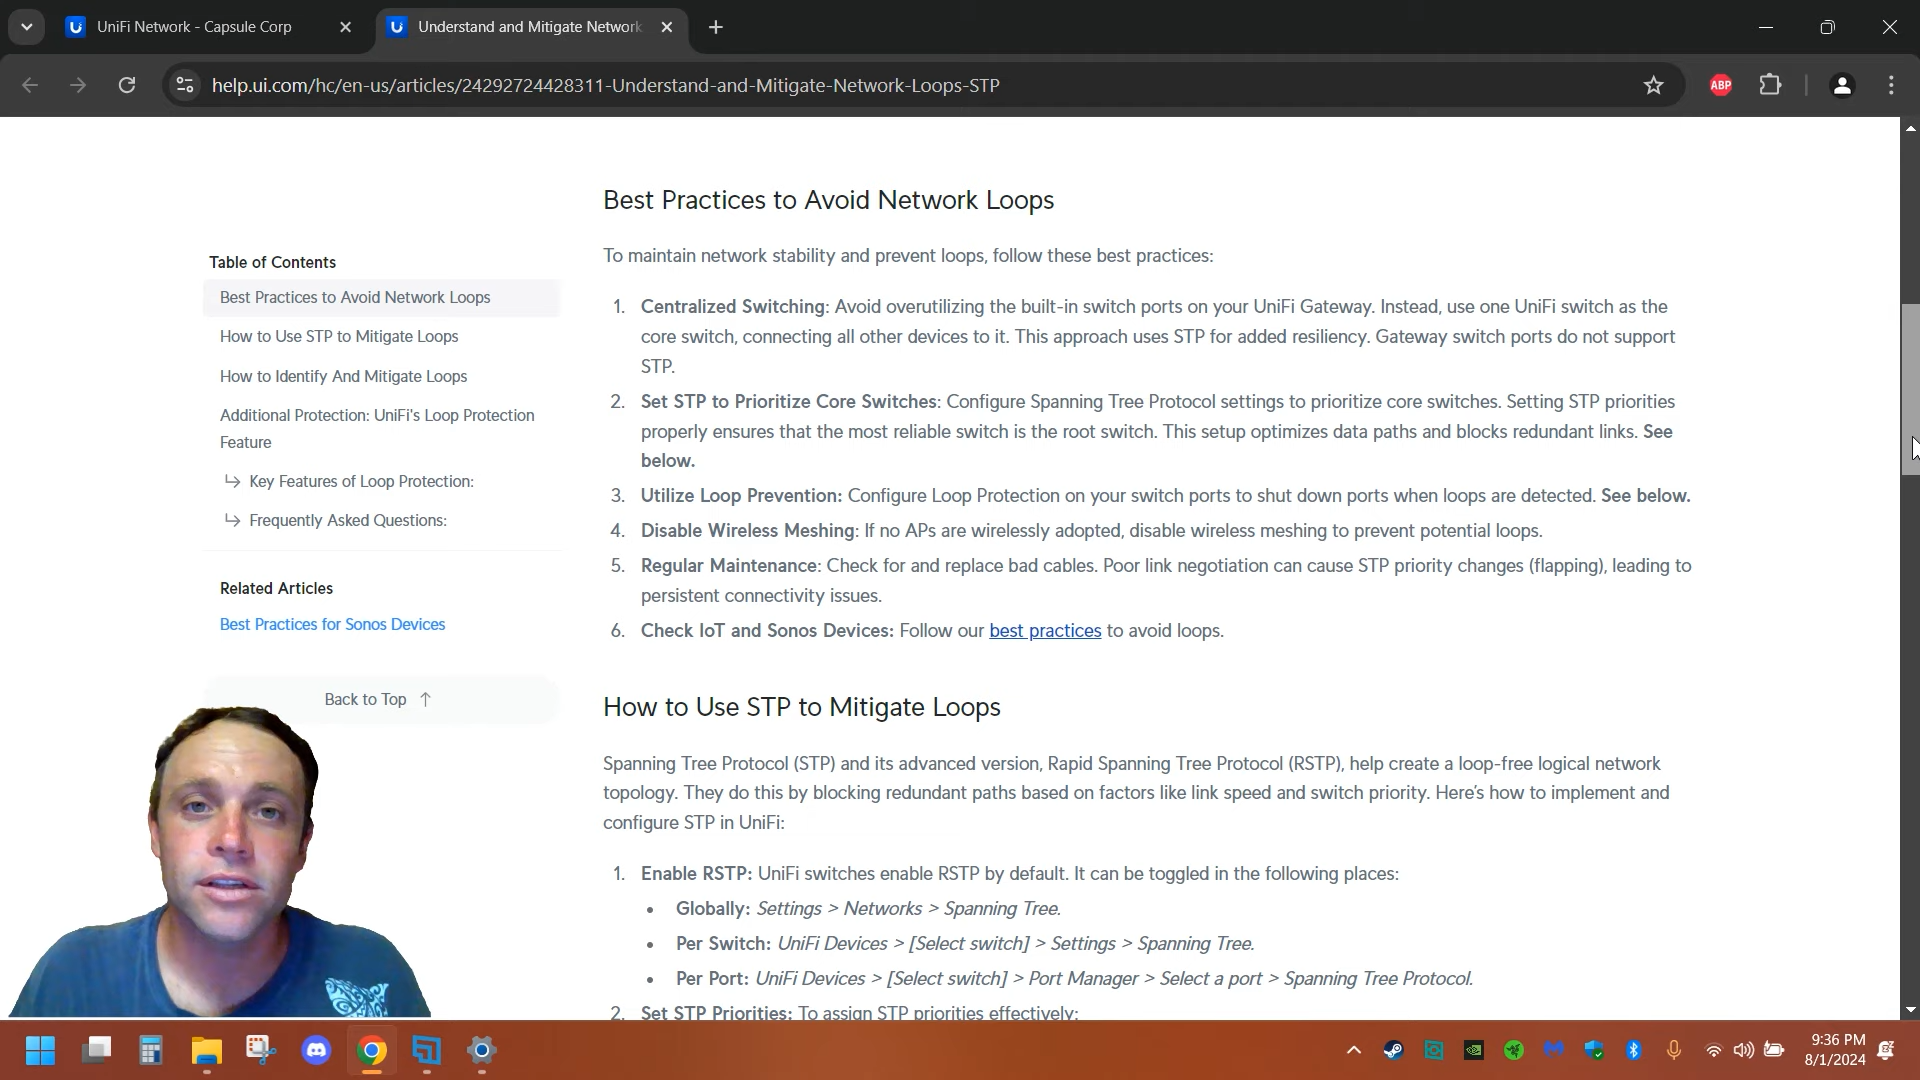 UniFi Network - Capsule Corp
Understand and Mitigate Network
help.ui.com/hc/en-us/articles/24292724428311-Understand-and-Mitigate-Network-Loops-STP
ABP
Table of Contents
Best Practices to Avoid Network Loops
How to Use STP to Mitigate Loops
How to Identify And Mitigate Loops
Additional Protection: UniFi's Loop Protection
Feature
Key Features of Loop Protection:
Frequently Asked Questions:
Related Articles
Best Practices for Sonos Devices
Back to Top
Best Practices to Avoid Network Loops
To maintain network stability and prevent loops, follow these best practices:
1. Centralized Switching: Avoid overutilizing the built-in switch ports on your UniFi Gateway. Instead, use one UniFi switch as the
core switch, connecting all other devices to it. This approach uses STP for added resiliency. Gateway switch ports do not support
STP.
2. Set STP to Prioritize Core Switches: Configure Spanning Tree Protocol settings to prioritize core switches. Setting STP priorities
properly ensures that the most reliable switch is the root switch. This setup optimizes data paths and blocks redundant links. See
below.
3. Utilize Loop Prevention: Configure Loop Protection on your switch ports to shut down ports when loops are detected. See below.
4. Disable Wireless Meshing: If no APs are wirelessly adopted, disable wireless meshing to prevent potential loops.
5. Regular Maintenance: Check for and replace bad cables. Poor link negotiation can cause STP priority changes (flapping), leading to
persistent connectivity issues.
6. Check IoT and Sonos Devices: Follow our best practices to avoid loops.
How to Use STP to Mitigate Loops
Spanning Tree Protocol (STP) and its advanced version, Rapid Spanning Tree Protocol (RSTP), help create a loop-free logical network
topology. They do this by blocking redundant paths based on factors like link speed and switch priority. Here's how to implement and
configure STP in UniFi:
1. Enable RSTP: UniFi switches enable RSTP by default. It can be toggled in the following places:
• Globally: Settings > Networks > Spanning Tree.
• Per Switch: UniFi Devices > [Select switch] > Settings > Spanning Tree.
• Per Port: UniFi Devices > [Select switch] > Port Manager > Select a port > Spanning Tree Protocol.
2. Set STP Priorities: To assign STP priorities effectively:
9:36 PM
8/1/2024